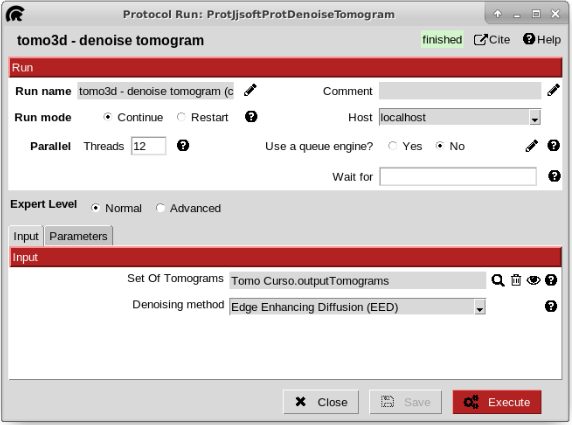 Protocol Run: ProtJjsoftProtDenoiseTomogram
tomo3d - denoise tomogram
finished Cite Help
Run
Run name tomo3d - denoise tomogram (c Comment
Run mode Continue Restart Host localhost
Parallel Threads 12 Use a queue engine? Yes No
Wait for
Expert Level Normal Advanced
Input Parameters
Input
Set Of Tomograms Tomo Curso.outputTomograms
Denoising method Edge Enhancing Diffusion (EED)
Close Save Execute